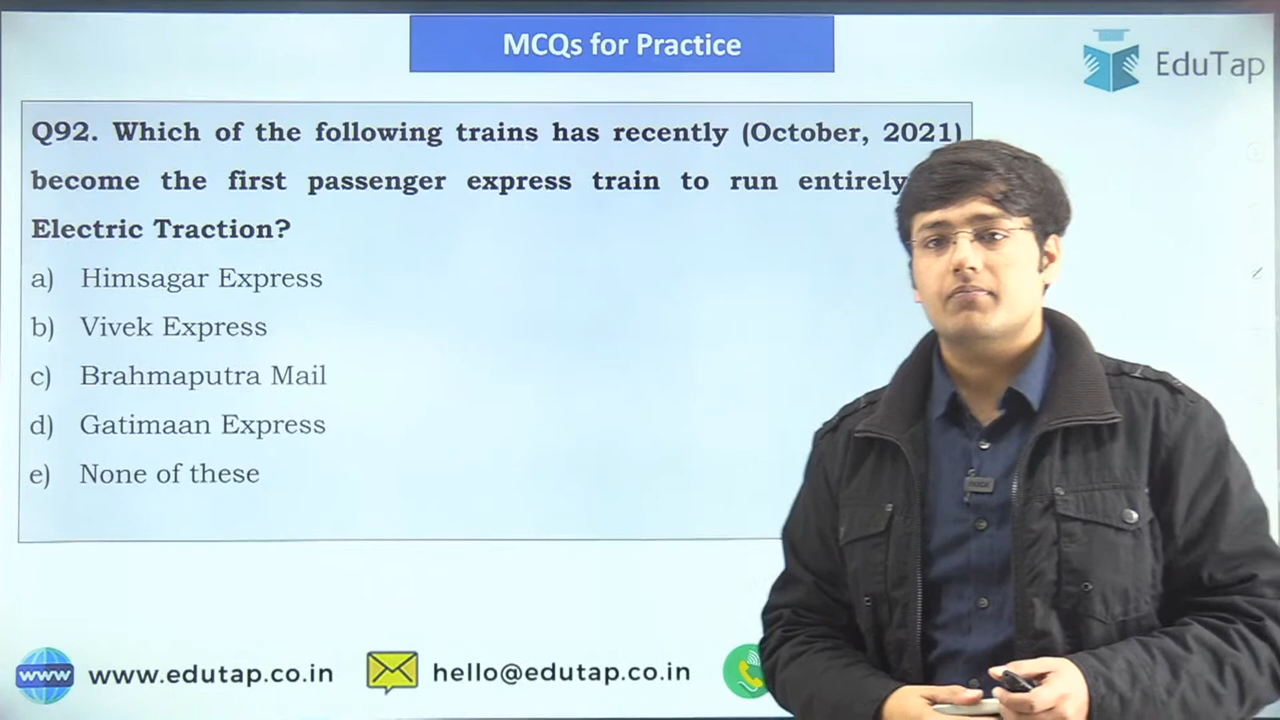 MCQs for Practice
EduTap
Q92. Which of the following trains has recently (October, 2021)
become the first passenger express train to run entirely
Electric Traction?
a) Himsagar Express
b) Vivek Express
c) Brahmaputra Mail
d) Gatimaan Express
e) None of these
www
www.edutap.co.in
hello@edutap.co.in